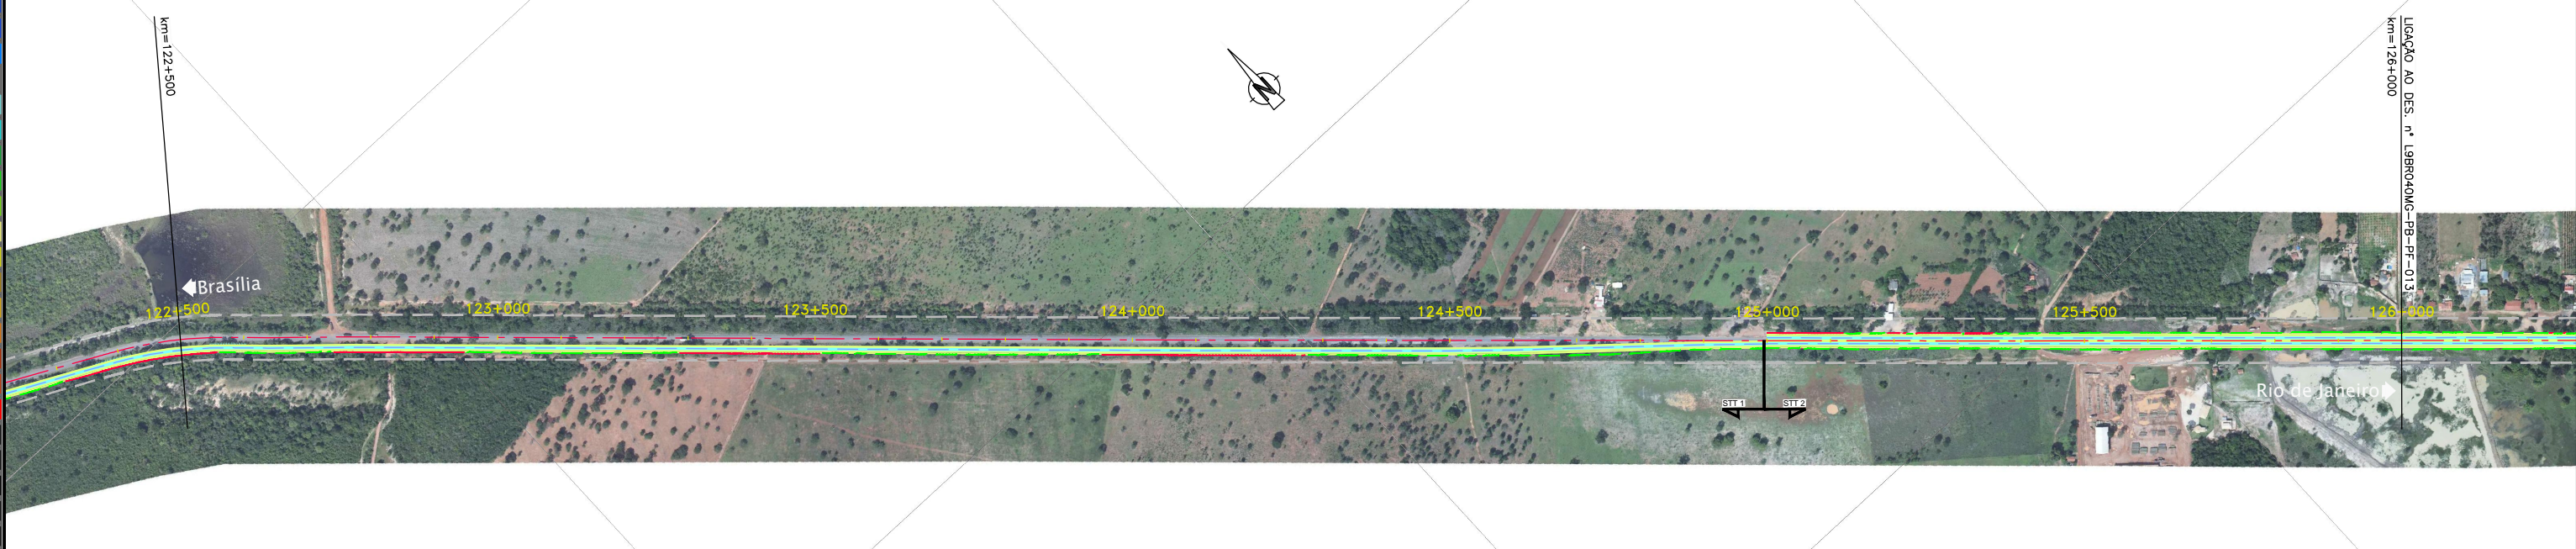 km=122+500
N
LIGAÇÃO AO DES. n° L9BR040MG-PB-PF-013
km=126+000
Brasília
122+500
123+000
123+500
124+000
124+500
125+000
125+500
126+000
Rio de Janeiro
STT 1
STT 2